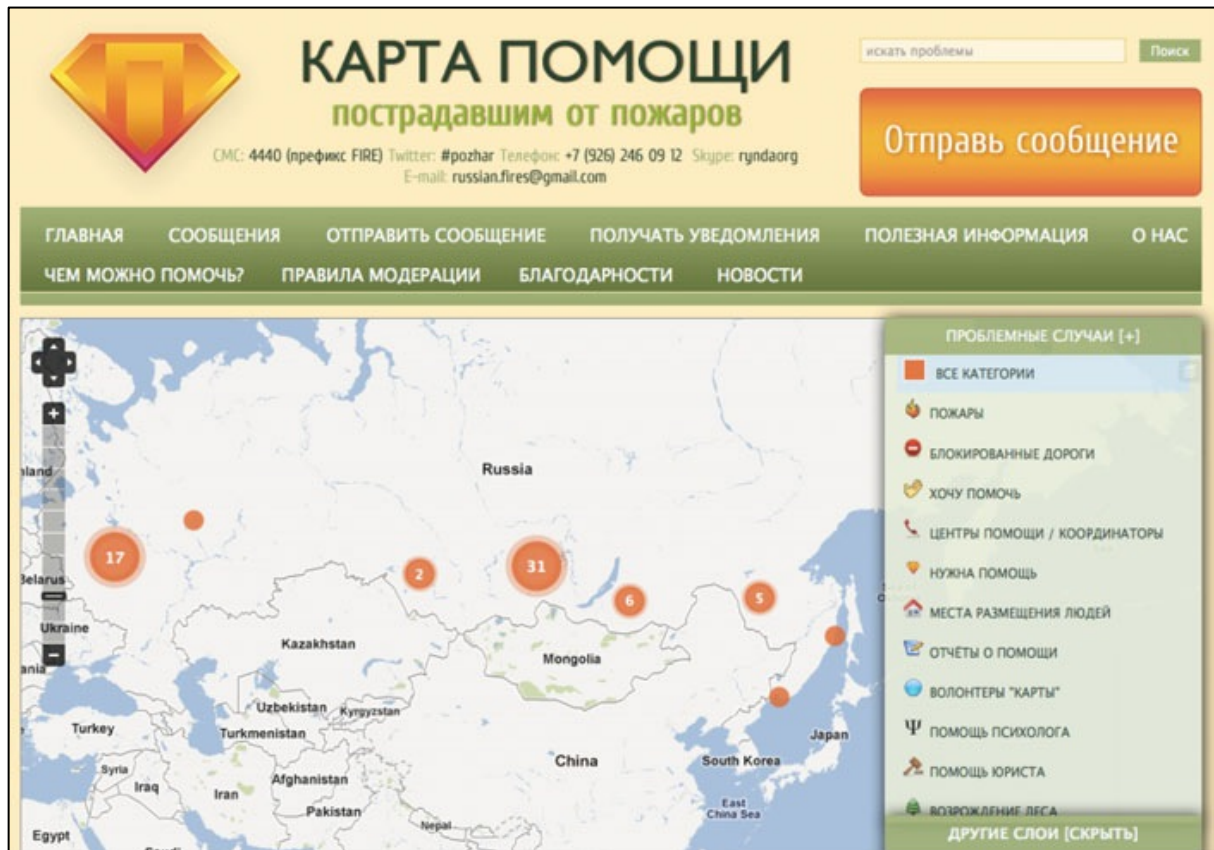 П
КАРТА ПОМОЩИ
пострадавшим от пожаров
СМС: 4440 (префикс FIRE) Twitter: #pozhar Телефон: +7 (926) 246 09 12 Skype: ryndaorg
E-mail: russian.fires@gmail.com
искать проблемы
Поиск
Отправь сообщение
ГЛАВНАЯ СООБЩЕНИЯ ОТПРАВИТЬ СООБЩЕНИЕ ПОЛУЧАТЬ УВЕДОМЛЕНИЯ ПОЛЕЗНАЯ ИНФОРМАЦИЯ О НАС
ЧЕМ МОЖНО ПОМОЧЬ? ПРАВИЛА МОДЕРАЦИИ БЛАГОДАРНОСТИ НОВОСТИ
Russia
17
2
31
6
5
Belarus
Ukraine
Kazakhstan
Mongolia
Uzbekistan
Kyrgyzstan
Turkey
Turkmenistan
Japan
China
South Korea
Syria
Iraq
Iran
Afghanistan
Pakistan
East
China Sea
Egypt
Nepal
ПРОБЛЕМНЫЕ СЛУЧАИ [+]
ВСЕ КАТЕГОРИИ
ПОЖАРЫ
БЛОКИРОВАННЫЕ ДОРОГИ
ХОЧУ ПОМОЧЬ
ЦЕНТРЫ ПОМОЩИ / КООРДИНАТОРЫ
НУЖНА ПОМОЩЬ
МЕСТА РАЗМЕЩЕНИЯ ЛЮДЕЙ
ОТЧЁТЫ О ПОМОЩИ
ВОЛОНТЕРЫ "КАРТЫ"
Ψ ПОМОЩЬ ПСИХОЛОГА
ПОМОЩЬ ЮРИСТА
ВОЗРОЖДЕНИЕ ЛЕСА
ДРУГИЕ СЛОИ [СКРЫТЬ]